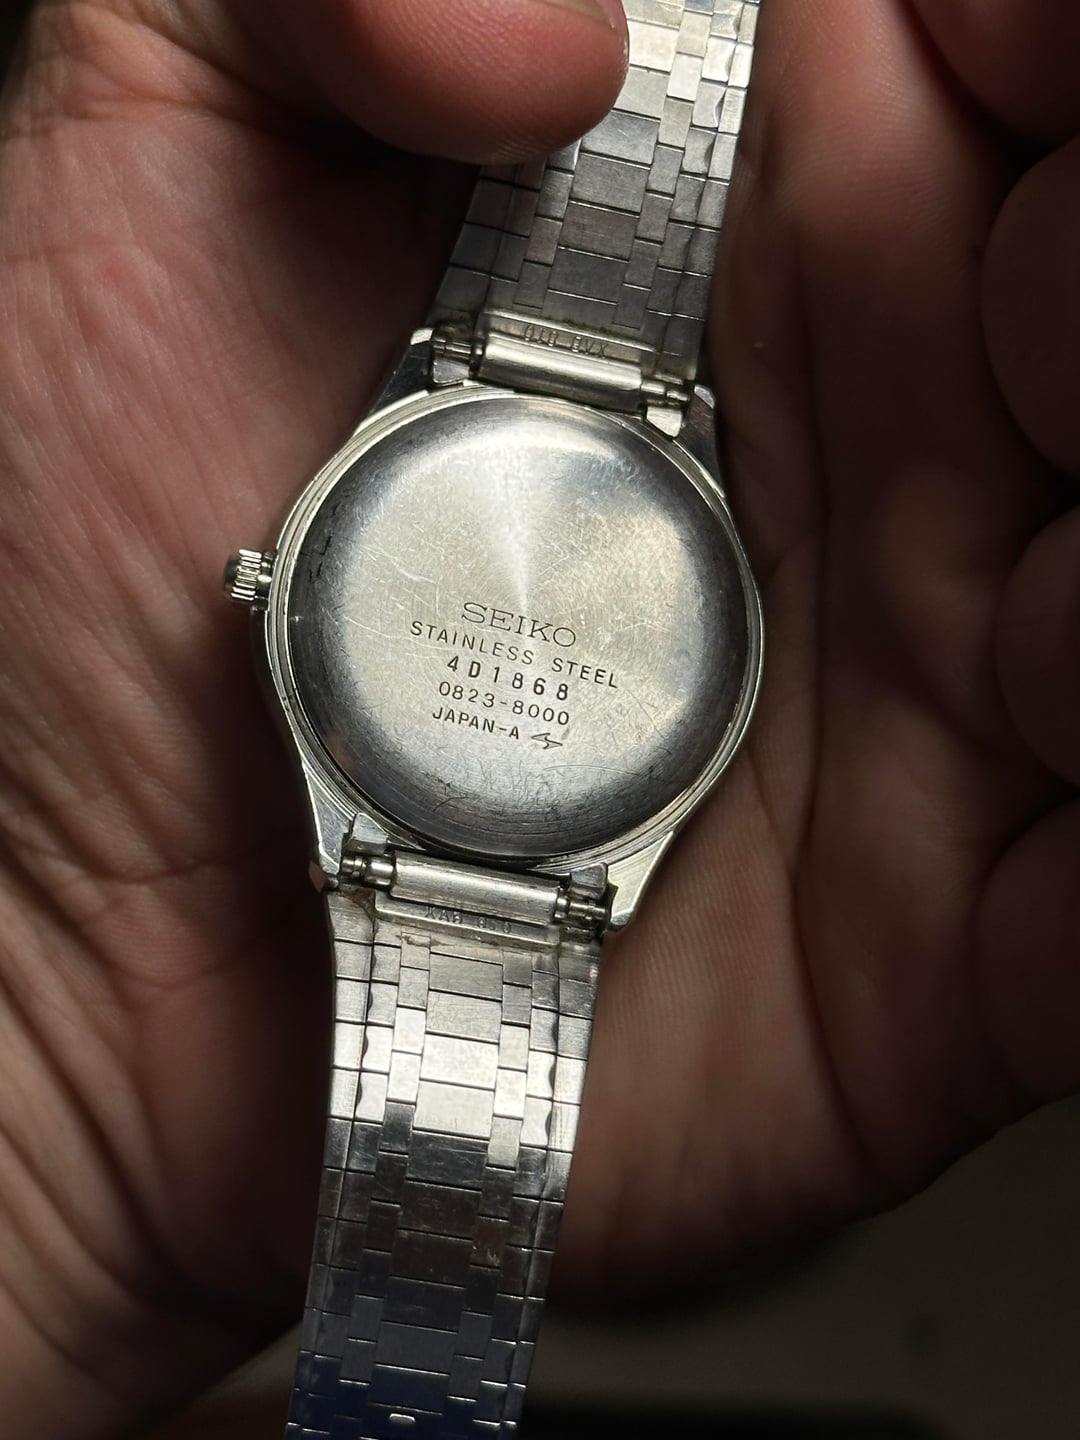 SEIKO
STAINLESS STEEL
4D1868
0823-8000
JAPAN-A